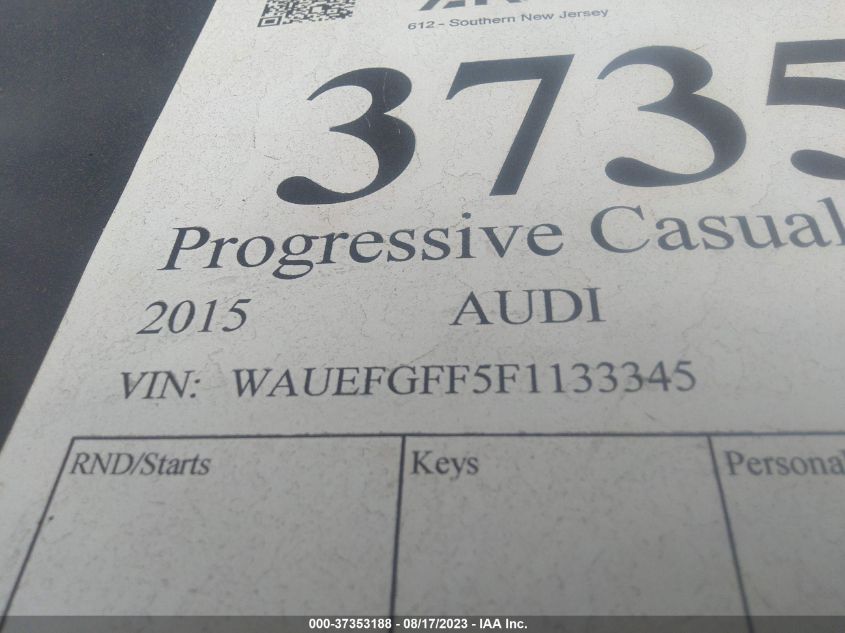 612 - Southern New Jersey
3735
Progressive Casual
2015 AUDI
VIN: WAUEFGFF5F1133345
RND/Starts Keys Personal
000-37353188 - 08/17/2023 - IAA Inc.